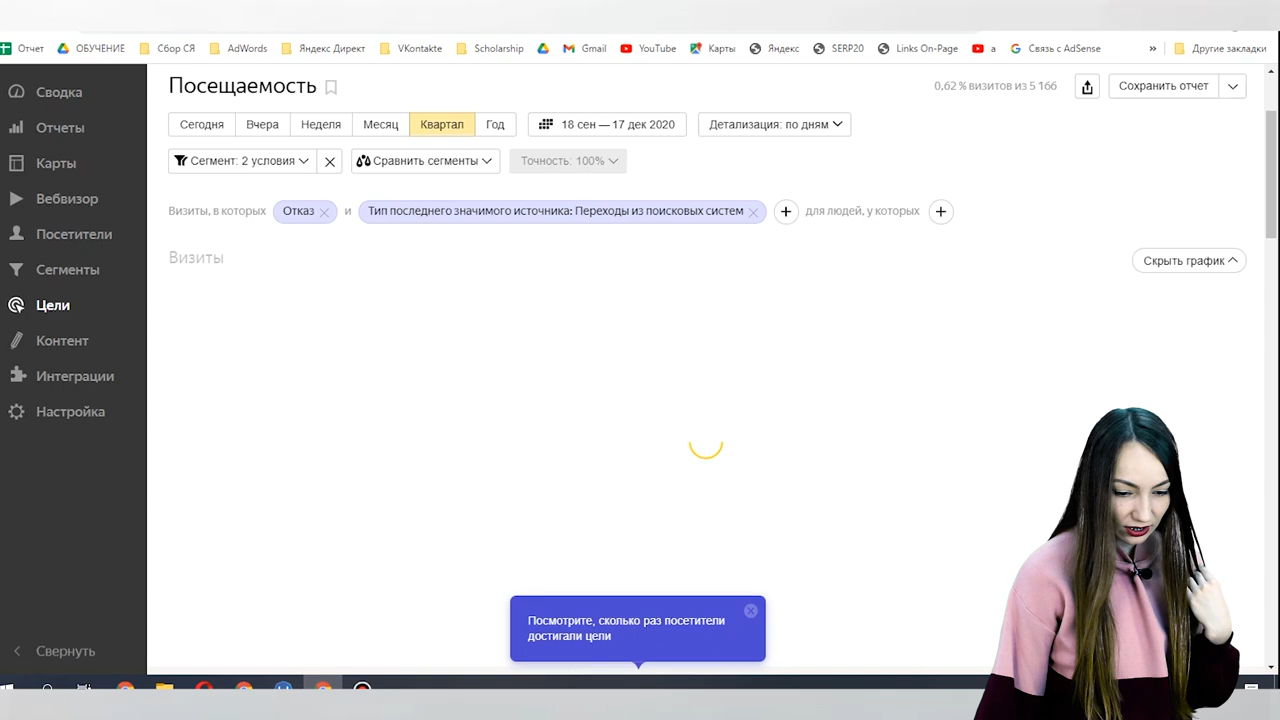 Отчет ОБУЧЕНИЕ Сбор СЯ AdWords Яндекс Директ VKontakte Scholarship Gmail YouTube Карты Яндекс SERP20 Links On-Page а Связь с AdSense » Другие закладки
Сводка
Отчеты
Карты
Вебвизор
Посетители
Сегменты
Цели
Контент
Интеграции
Настройка
Свернуть
Посещаемость
0,62 % визитов из 5 166
Сохранить отчет
Сегодня Вчера Неделя Месяц Квартал Год 18 сен — 17 дек 2020 Детализация: по дням
Сегмент: 2 условия Сравнить сегменты Точность: 100%
Визиты, в которых Отказ и Тип последнего значимого источника: Переходы из поисковых систем + для людей, у которых +
Визиты
Скрыть график
Посмотрите, сколько раз посетители
достигали цели